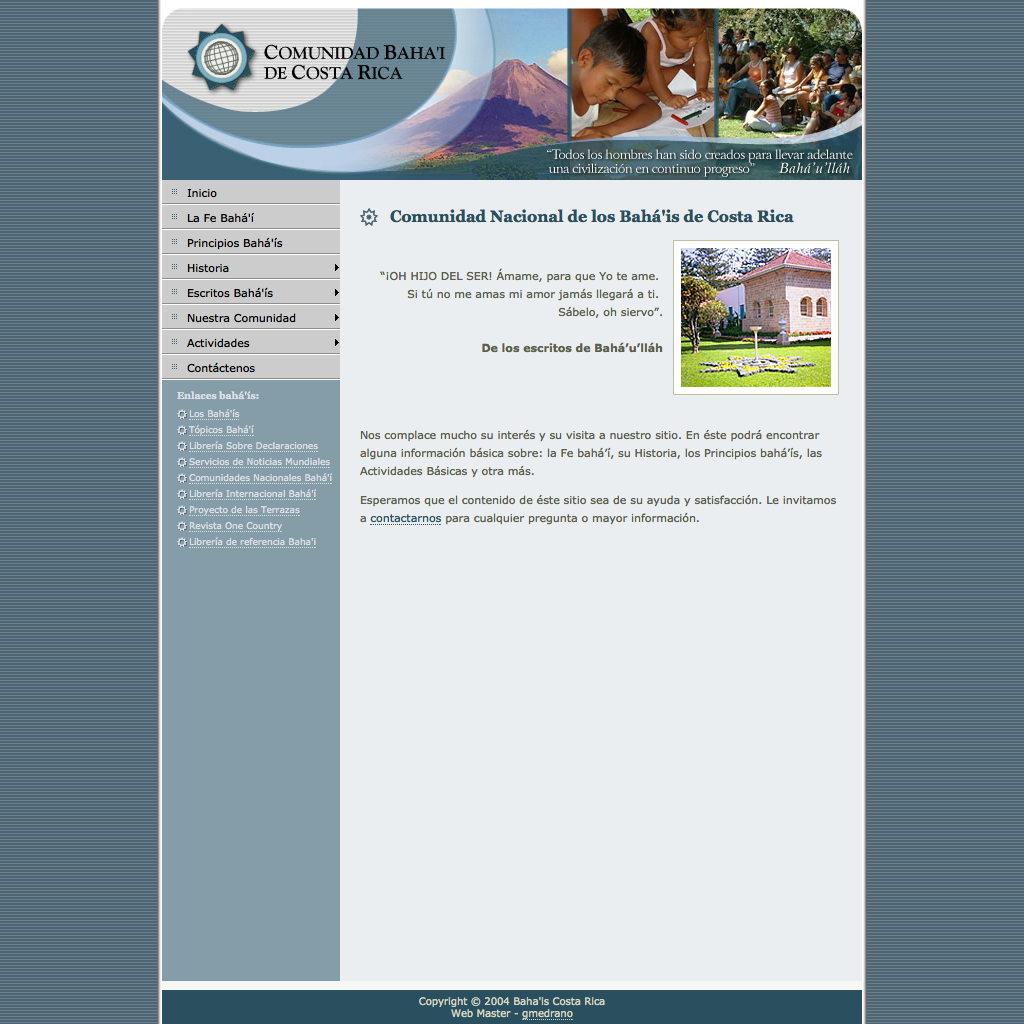 COMUNIDAD BAHA'I
DE COSTA RICA
“Todos los hombres han sido creados para llevar adelante
una civilización en continuo progreso” Bahá’u’lláh
Inicio
La Fe Bahá'í
Principios Bahá'ís
Historia
Escritos Bahá'ís
Nuestra Comunidad
Actividades
Contáctenos
Enlaces bahá'ís:
Los Bahá'ís
Tópicos Bahá'í
Librería Sobre Declaraciones
Servicios de Noticias Mundiales
Comunidades Nacionales Bahá'í
Librería Internacional Bahá'í
Proyecto de las Terrazas
Revista One Country
Librería de referencia Baha'i
Comunidad Nacional de los Bahá'is de Costa Rica
“¡OH HIJO DEL SER! Ámame, para que Yo te ame.
Si tú no me amas mi amor jamás llegará a ti.
Sábelo, oh siervo”.
De los escritos de Bahá’u’lláh
Nos complace mucho su interés y su visita a nuestro sitio. En éste podrá encontrar
alguna información básica sobre: la Fe bahá’í, su Historia, los Principios bahá’ís, las
Actividades Básicas y otra más.
Esperamos que el contenido de éste sitio sea de su ayuda y satisfacción. Le invitamos
a contactarnos para cualquier pregunta o mayor información.
Copyright © 2004 Baha'is Costa Rica
Web Master - gmedrano